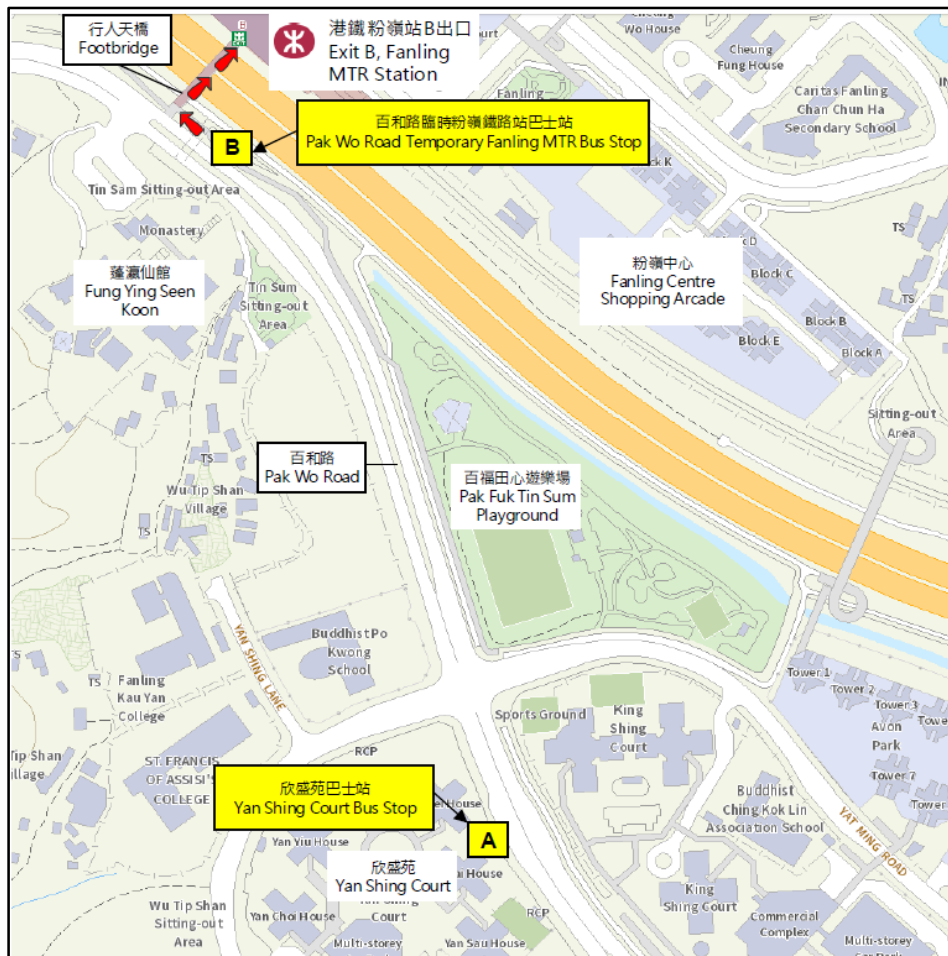 行人天橋
Footbridge
B
港鐵粉嶺站B出口
Exit B, Fanling
MTR Station
Court
Wo House
Cheung
Fung House
Caritas Fanling
Chan Chun Ha
Secondary School
Fanling
B
百和路臨時粉嶺鐵路站巴士站
Pak Wo Road Temporary Fanling MTR Bus Stop
Block K
Tin Sam Sitting-out Area
Monastery
蓬瀛仙館
Fung Ying Seen
Koon
Tin Sum
Sitting-out
Area
粉嶺中心
Fanling Centre
Shopping Arcade
Block C
Block B
Block E
Block A
TS
TS
Sitting-out
Area
百和路
Pak Wo Road
百福田心遊樂場
Pak Fuk Tin Sum
Playground
TS
Wu Tip Shan
Village
TS
YAN SHING LANE
Buddhist Po
Kwong
School
TS
TS
Fanling
Kau Yan
College
Tower 1
Tower 2
Tower 3
Avon
Park
Tower 7
Tower
Sports Ground
King
Shing
Court
Tip Shan
ST. FRANCIS
OF ASSISI'S
COLLEGE
RCP
欣盛苑巴士站
Yan Shing Court Bus Stop
House
A
Yan Yiu House
欣盛苑
Yan Shing Court
House
Court
Buddhist
Ching Kok Lin
Association School
YAT MING ROAD
Wu Tip Shan
Sitting-out
Area
Yan Choi House
Multi-storey
Yan Sau House
RCP
King
Shing Court
Commercial
Complex
Multi-storey